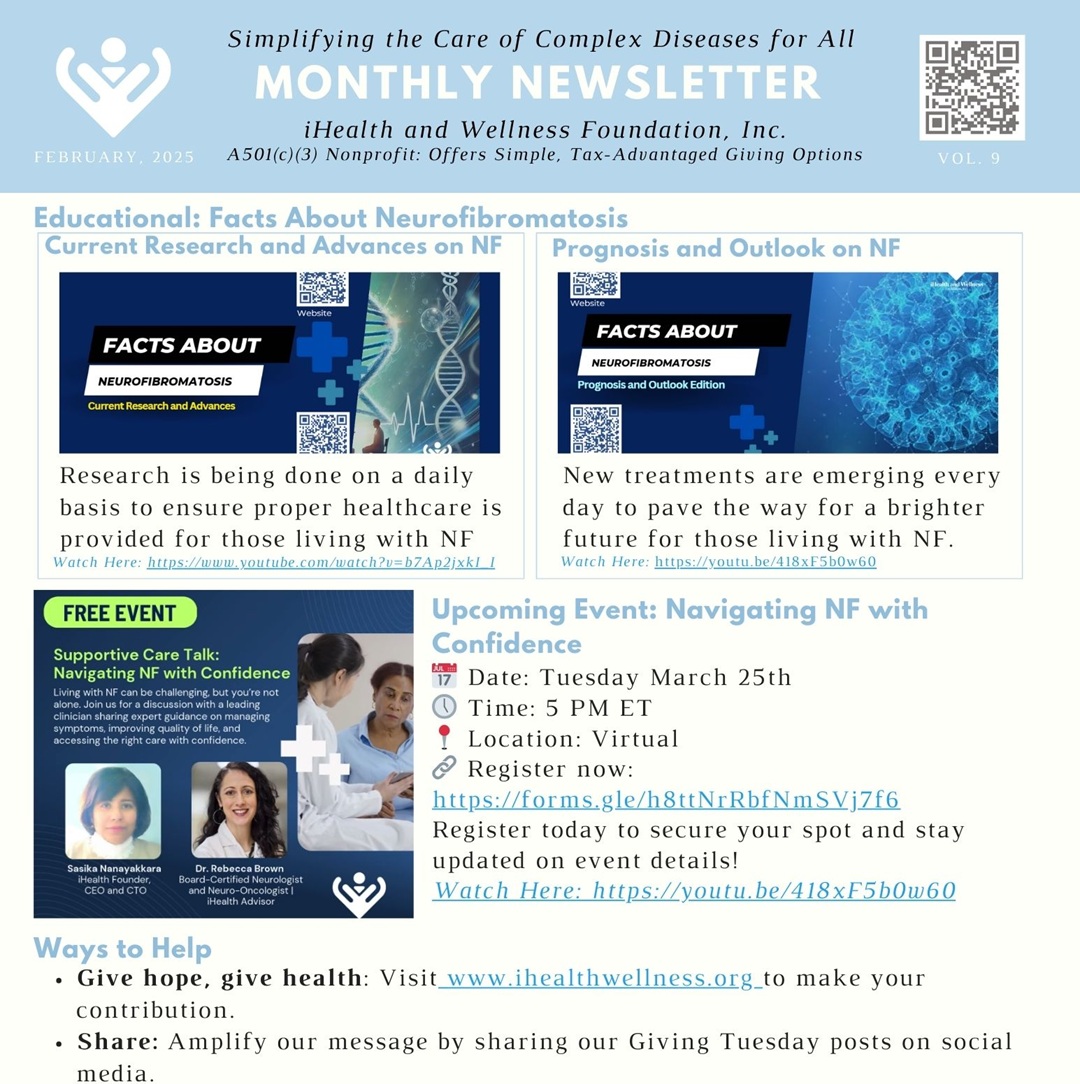 Simplifying the Care of Complex Diseases for All
MONTHLY NEWSLETTER
iHealth and Wellness Foundation, Inc.
A501(c)(3) Nonprofit: Offers Simple, Tax-Advantaged Giving Options
FEBRUARY, 2025
VOL. 9
Educational: Facts About Neurofibromatosis
Current Research and Advances on NF
Website
FACTS ABOUT
NEUROFIBROMATOSIS
Current Research and Advances
Research is being done on a daily
basis to ensure proper healthcare is
provided for those living with NF
Watch Here: https://www.youtube.com/watch?v=b7Ap2jxkl_I
Prognosis and Outlook on NF
iHealth and Wellness
Website
FACTS ABOUT
NEUROFIBROMATOSIS
Prognosis and Outlook Edition
New treatments are emerging every
day to pave the way for a brighter
future for those living with NF.
Watch Here: https://youtu.be/418xF5b0w60
FREE EVENT
Supportive Care Talk:
Navigating NF with Confidence
Living with NF can be challenging, but you're not
alone. Join us for a discussion with a leading
clinician sharing expert guidance on managing
symptoms, improving quality of life, and
accessing the right care with confidence.
Sasika Nanayakkara
iHealth Founder,
CEO and CTO
Dr. Rebecca Brown
Board-Certified Neurologist
and Neuro-Oncologist |
iHealth Advisor
Upcoming Event: Navigating NF with
Confidence
JUL
17
Date: Tuesday March 25th
Time: 5 PM ET
Location: Virtual
Register now:
https://forms.gle/h8ttNrRbfNmSVj7f6
Register today to secure your spot and stay
updated on event details!
Watch Here: https://youtu.be/418xF5b0w60
Ways to Help
• Give hope, give health: Visit www.ihealthwellness.org to make your
contribution.
• Share: Amplify our message by sharing our Giving Tuesday posts on social
media.